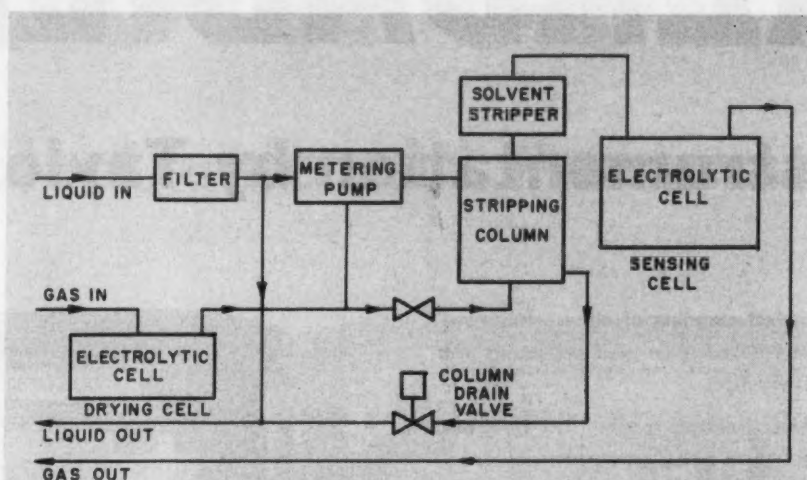 SOLVENT
STRIPPER
LIQUID IN
FILTER
METERING
PUMP
STRIPPING
COLUMN
ELECTROLYTIC
CELL
SENSING
CELL
GAS IN
ELECTROLYTIC
CELL
DRYING CELL
COLUMN
DRAIN
VALVE
LIQUID OUT
GAS OUT